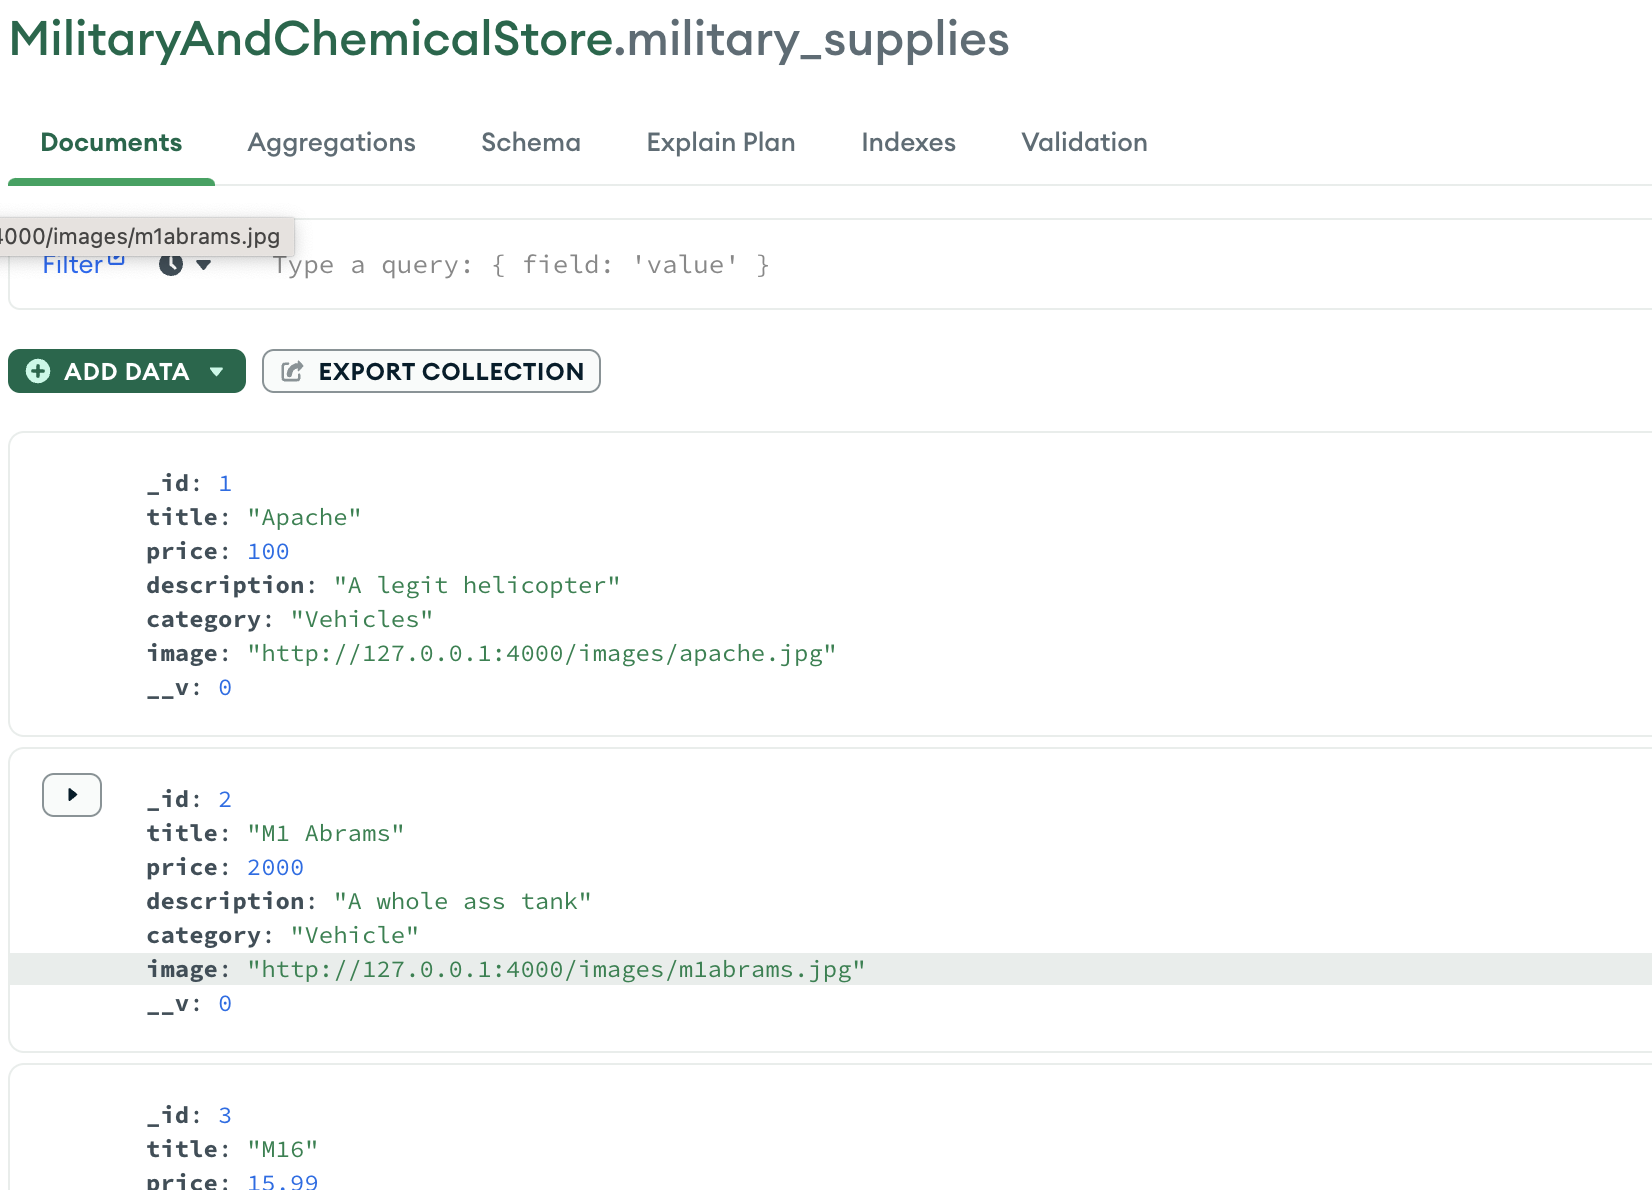 MilitaryAndChemicalStore.military_supplies
Documents Aggregations Schema Explain Plan Indexes Validation
4000/images/m1abrams.jpg
Filter Type a query: { field: 'value' }
ADD DATA EXPORT COLLECTION
_id: 1
title: "Apache"
price: 100
description: "A legit helicopter"
category: "Vehicles"
image: "http://127.0.0.1:4000/images/apache.jpg"
__v: 0
_id: 2
title: "M1 Abrams"
price: 2000
description: "A whole ass tank"
category: "Vehicle"
image: "http://127.0.0.1:4000/images/m1abrams.jpg"
__v: 0
_id: 3
title: "M16"
price: 15.99